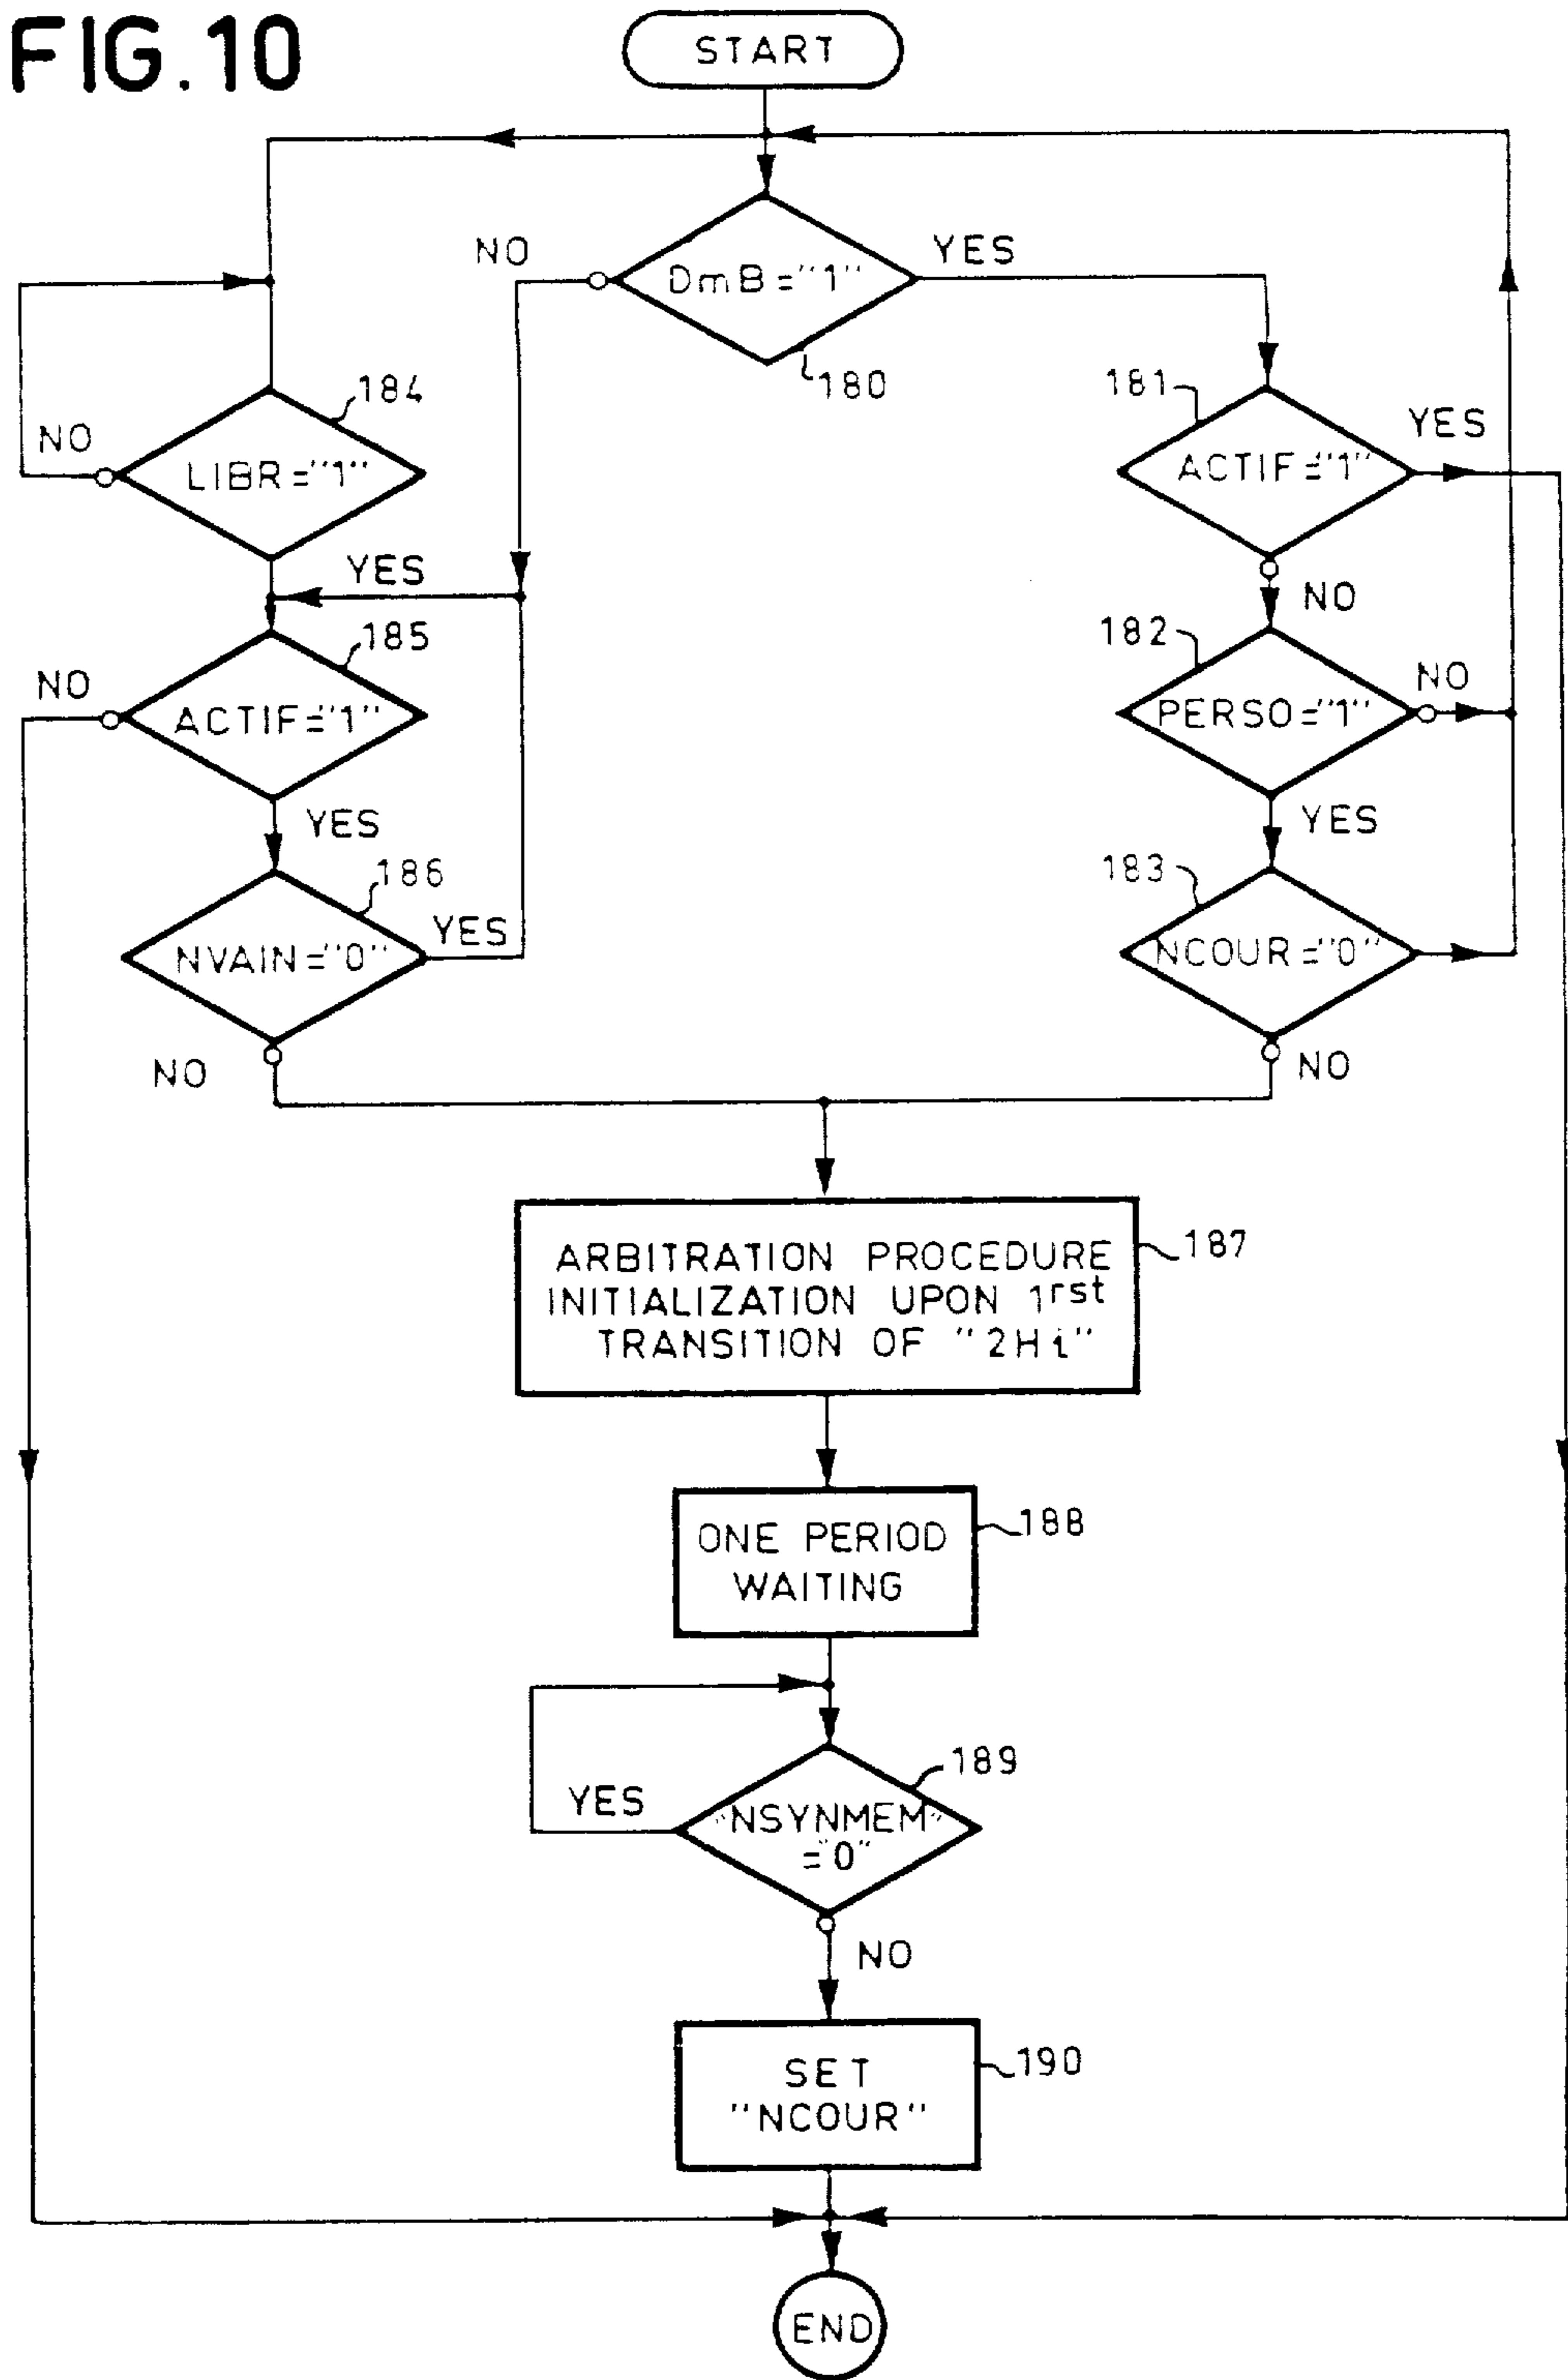 FIG.10
START
NO
YES
DmB="1"
180
184
NO
LIBR="1"
181
YES
ACTIF="1"
YES
NO
185
NO
ACTIF="1"
182
NO
PERSO="1"
YES
YES
186
YES
NVAIN="0"
183
NCOUR="0"
NO
NO
ARBITRATION PROCEDURE
INITIALIZATION UPON 1rst
TRANSITION OF "2Hi"
187
ONE PERIOD
WAITING
188
189
YES
"NSYNMEM"
="0"
NO
SET
"NCOUR"
190
END